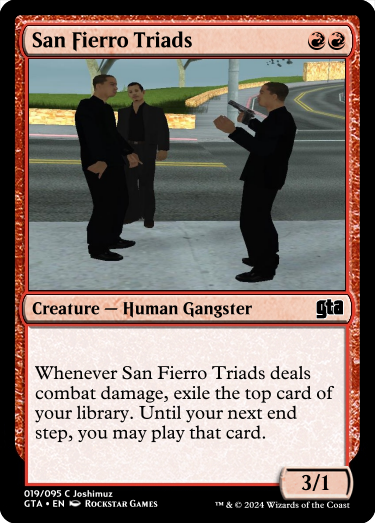 San Fierro Triads
Creature — Human Gangster
gta
Whenever San Fierro Triads deals
combat damage, exile the top card of
your library. Until your next end
step, you may play that card.
3/1
019/095 C Joshimuz
GTA • EN Rockstar Games
™ & © 2024 Wizards of the Coast